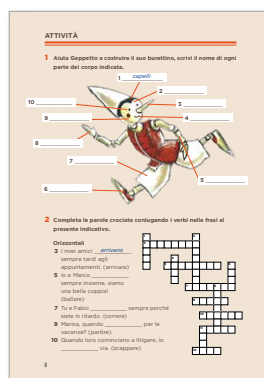 ATTIVITÀ
1 Aiuta Geppetto a costruire il suo burattino, scrivi il nome di ogni
parte del corpo indicata.
1 capelli
2
10
3
9
4
8
7
5
6
2 Completa le parole crociate coniugando i verbi nelle frasi al
presente indicativo.
Orizzontali
3 I miei amici arrivano
sempre tardi agli
appuntamenti. (arrivare)
5 Io e Marco
sempre insieme, siamo
una bella coppia!
(ballare)
7 Tu e Fabio sempre perché
siete in ritardo. (correre)
9 Marisa, quando per le
vacanze? (partire)
10 Quando loro cominciano a litigare, io
via. (scappare)